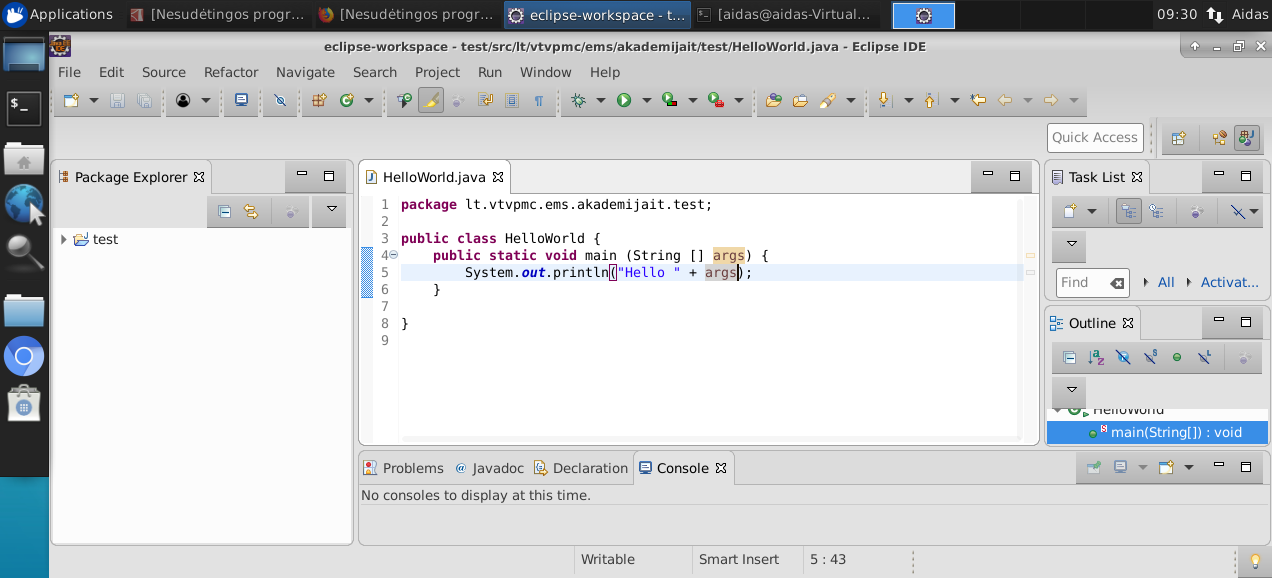 Applications
[Nesudėtingos progr...
[Nesudėtingos progr...
eclipse-workspace - t...
[aidas@aidas-Virtual...
09:30
Aidas
eclipse-workspace - test/src/lt/vtvpmc/ems/akademijait/test/HelloWorld.java - Eclipse IDE
File Edit Source Refactor Navigate Search Project Run Window Help
Quick Access
Package Explorer
test
HelloWorld.java
1 package lt.vtvpmc.ems.akademijait.test;
2
3 public class HelloWorld {
4 public static void main (String [] args) {
5 System.out.println("Hello " + args);
6 }
7
8 }
9
Task List
Find
All
Activat...
Outline
HelloWorld
main(String[]) : void
Problems
@ Javadoc
Declaration
Console
No consoles to display at this time.
Writable
Smart Insert
5 : 43